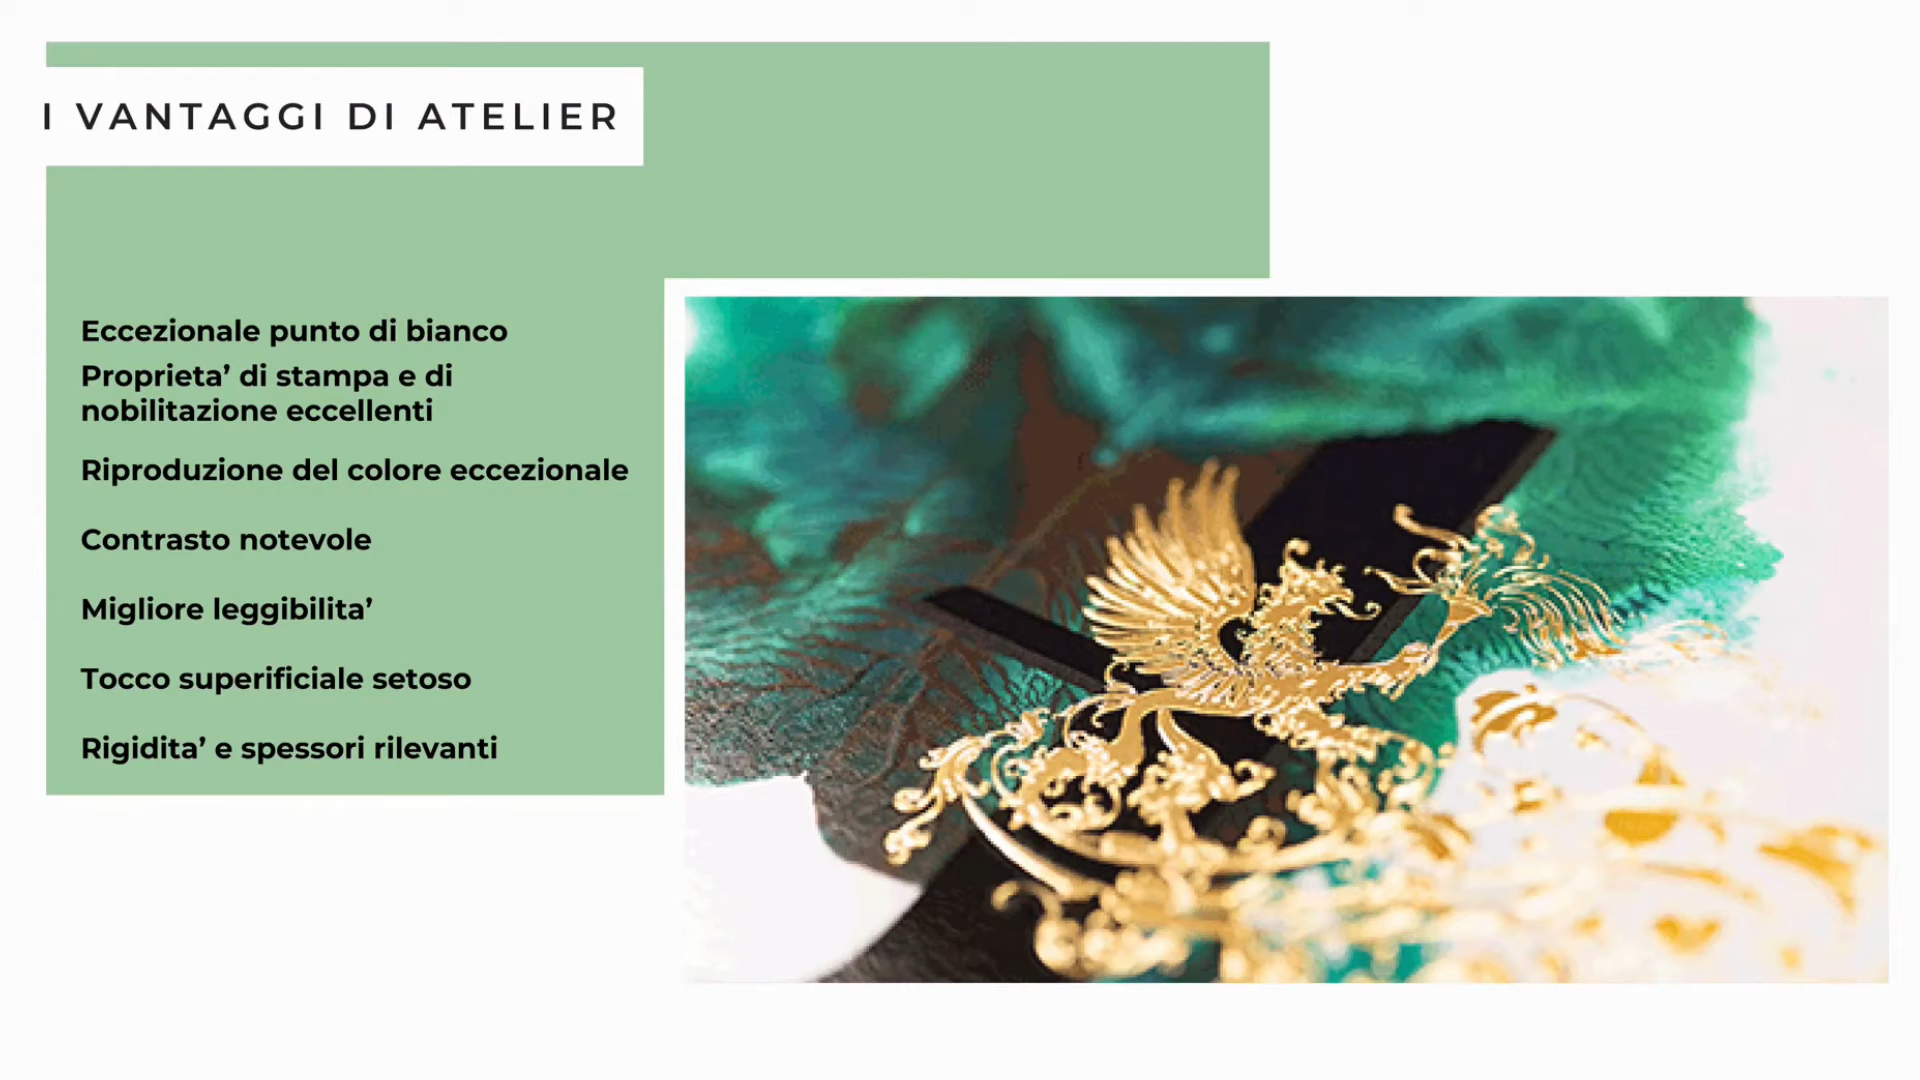 I VANTAGGI DI ATELIER
Eccezionale punto di bianco
Proprieta’ di stampa e di
nobilitazione eccellenti
Riproduzione del colore eccezionale
Contrasto notevole
Migliore leggibilita’
Tocco superificiale setoso
Rigidita’ e spessori rilevanti